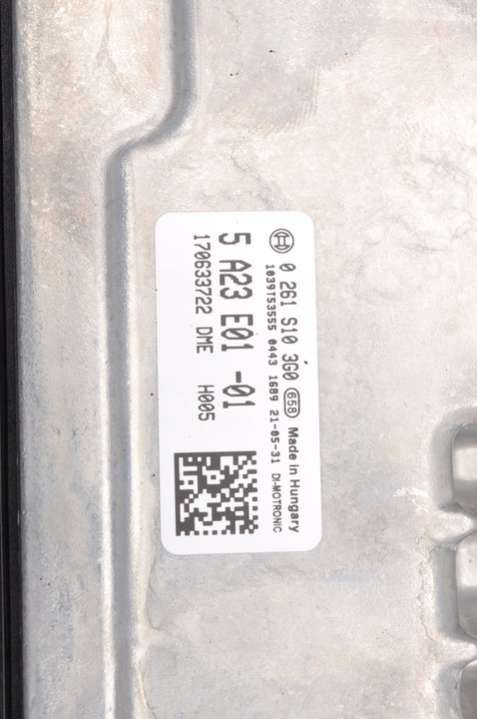 0 261 S10 3G0 658 Made in Hungary
1039T53555 0443 1689 21-05-31 DI-MOTRONIC
5 A23 E01 -01
170633722 DME H005